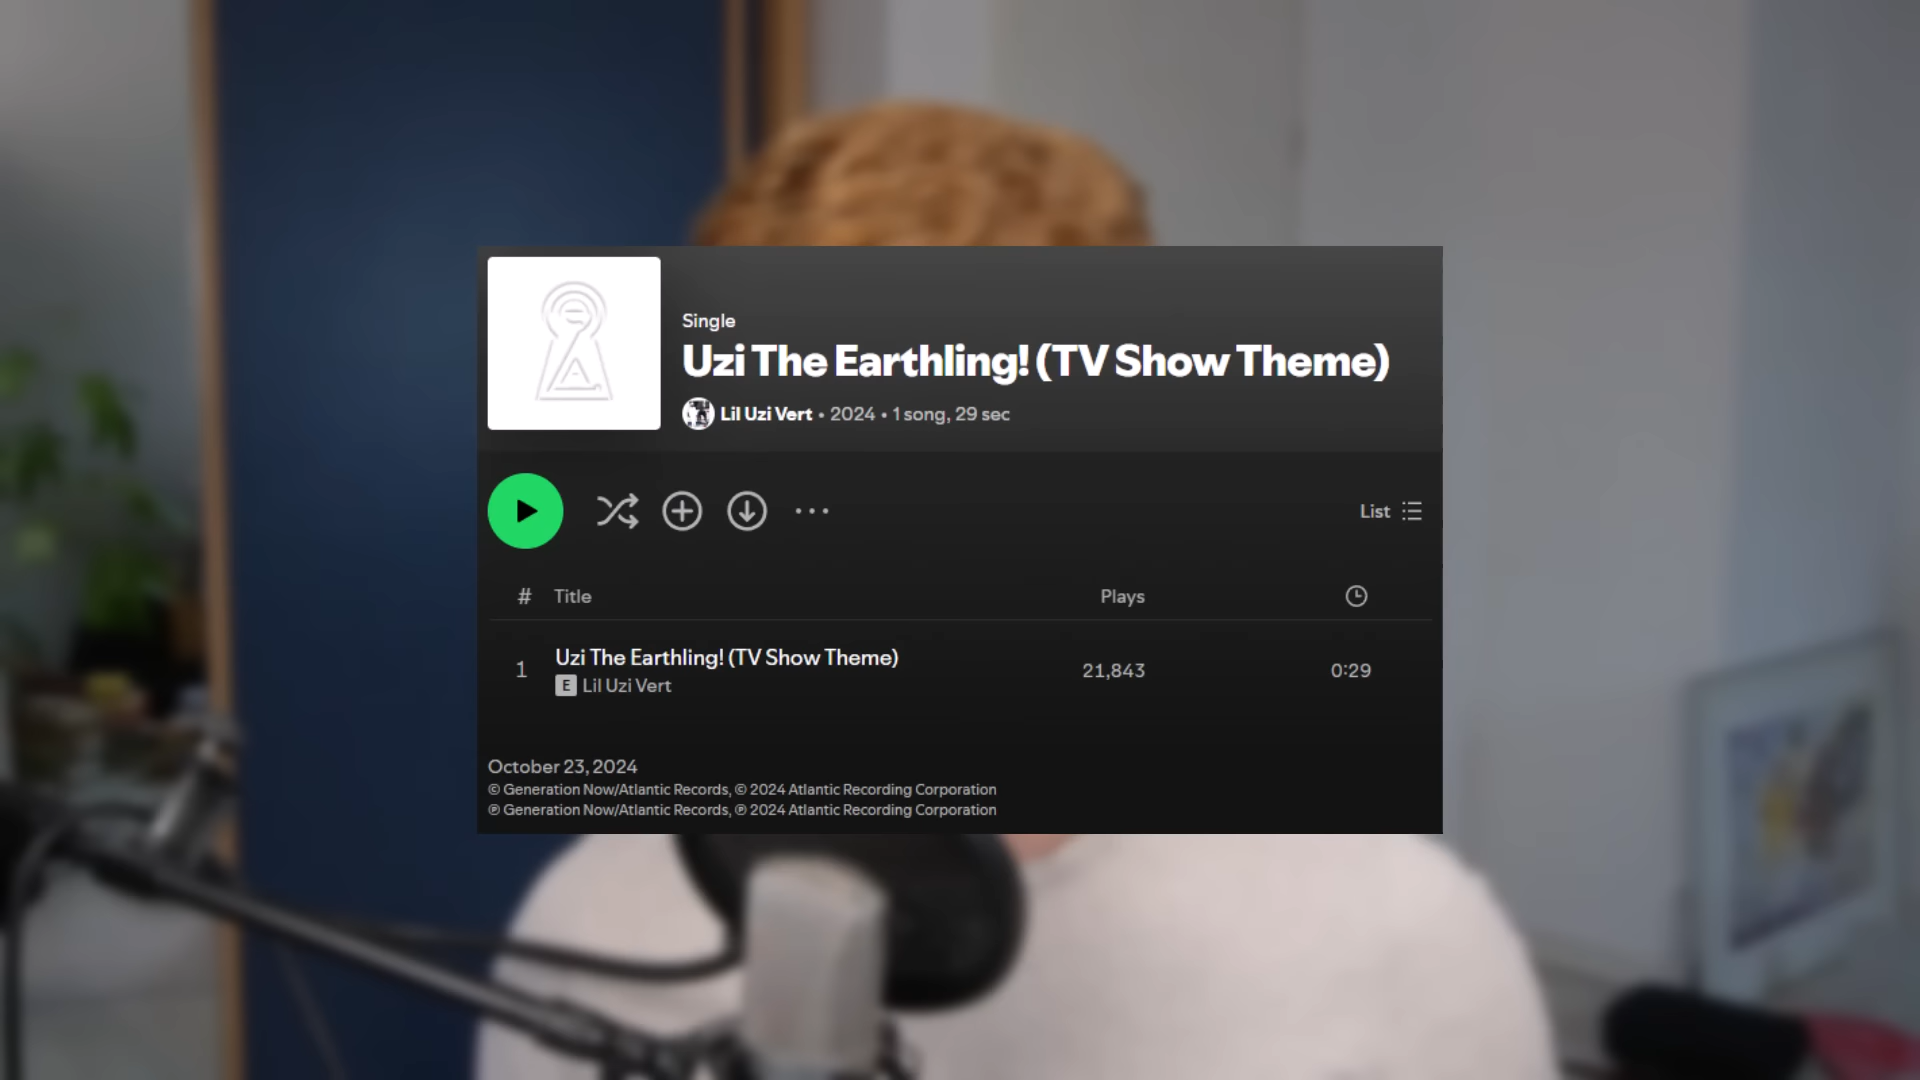 Single
Uzi The Earthling! (TV Show Theme)
Lil Uzi Vert • 2024 • 1 song, 29 sec
List
# Title Plays
1 Uzi The Earthling! (TV Show Theme) 21,843 0:29
E Lil Uzi Vert
October 23, 2024
© Generation Now/Atlantic Records, © 2024 Atlantic Recording Corporation
℗ Generation Now/Atlantic Records, ℗ 2024 Atlantic Recording Corporation